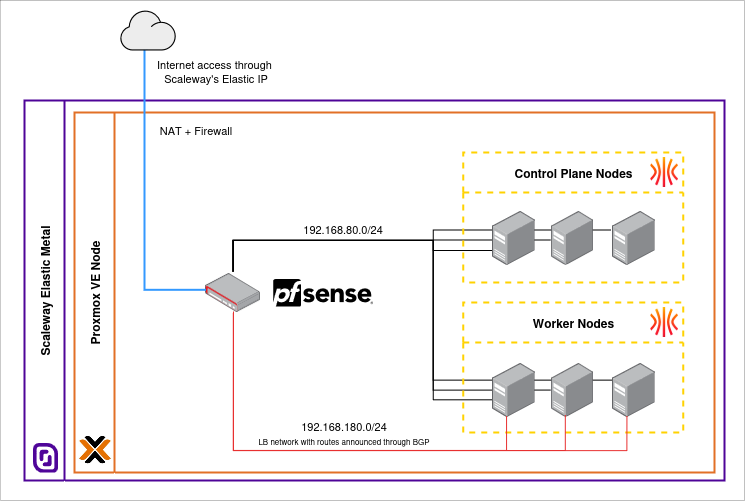 Internet access through
Scaleway's Elastic IP
NAT + Firewall
Scaleway Elastic Metal
Proxmox VE Node
Control Plane Nodes
192.168.80.0/24
pfsense
Worker Nodes
192.168.180.0/24
LB network with routes announced through BGP